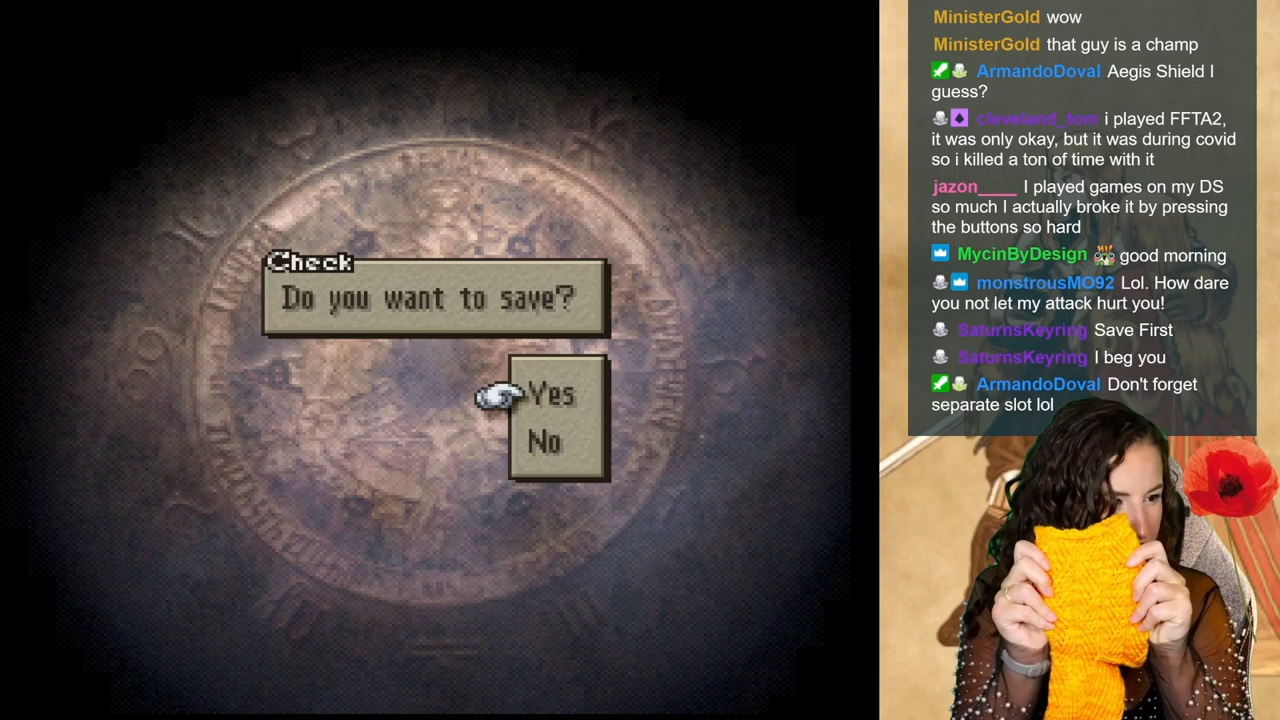 Check
Do you want to save?
Yes
No
MinisterGold wow
MinisterGold that guy is a champ
ArmandoDoval Aegis Shield I
guess?
cleveland_tom i played FFTA2,
it was only okay, but it was during covid
so i killed a ton of time with it
jazon____ I played games on my DS
so much I actually broke it by pressing
the buttons so hard
MycinByDesign good morning
monstrousMO92 Lol. How dare
you not let my attack hurt you!
SaturnsKeyring Save First
SaturnsKeyring I beg you
ArmandoDoval Don't forget
separate slot lol